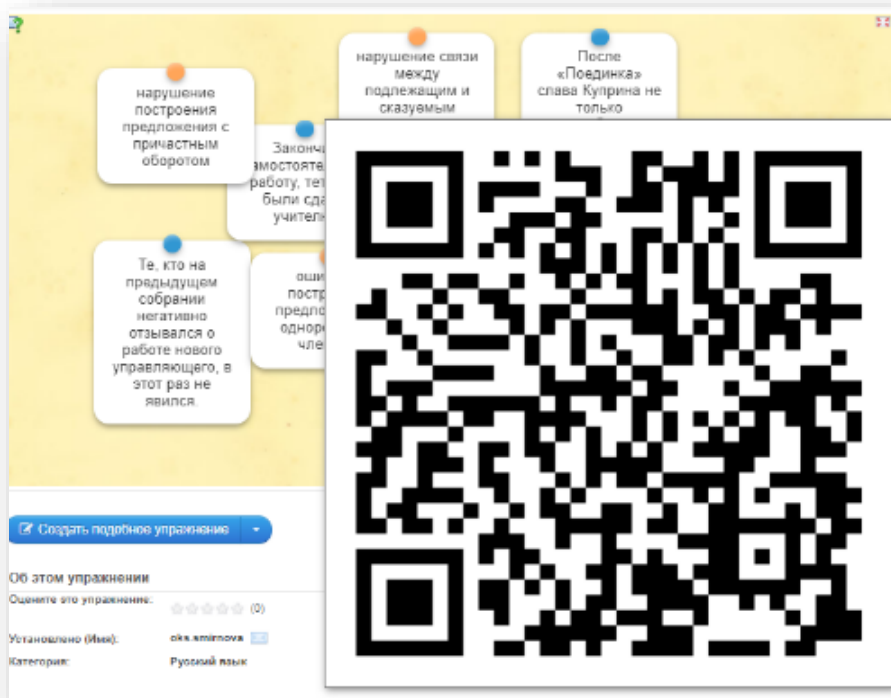 нарушение
построения
предложения с
причастным
оборотом
нарушение связи
между
подлежащим и
сказуемым
После
«Поединка»
слава Куприна не
только
работу,
были
Те, кто на
предыдущем
собрании
негативно
отзывался о
работе нового
управляющего, в
этот раз не
явился.
Создать подобное упражнение
Об этом упражнении
Оцените это упражнение:
(0)
Установлено (Имя): oks.smirnova
Категория: Русский язык